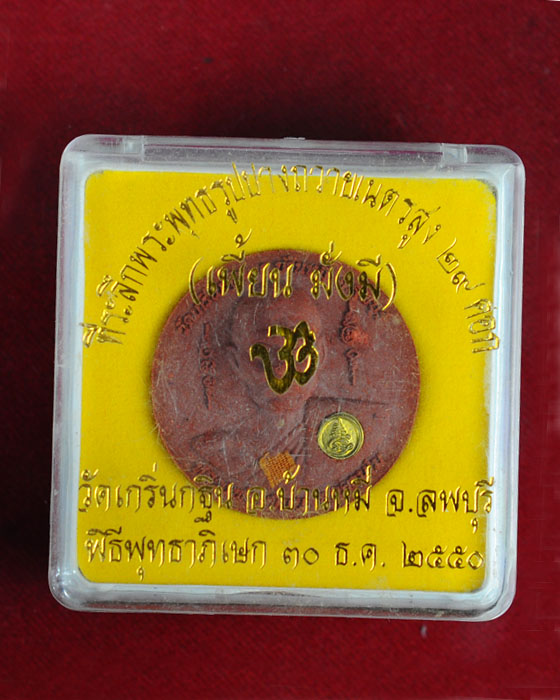 ที่ระลึกพระพุทธรูปปางถวายเนตรสูง ๒๙ ศอก
(เพี้ยน มั่งมี)
วัดเกริ่นกฐิน อ.บ้านหมี่ จ.ลพบุรี
พิธีพุทธาภิเษก ๓๐ ธ.ค. ๒๕๕๐